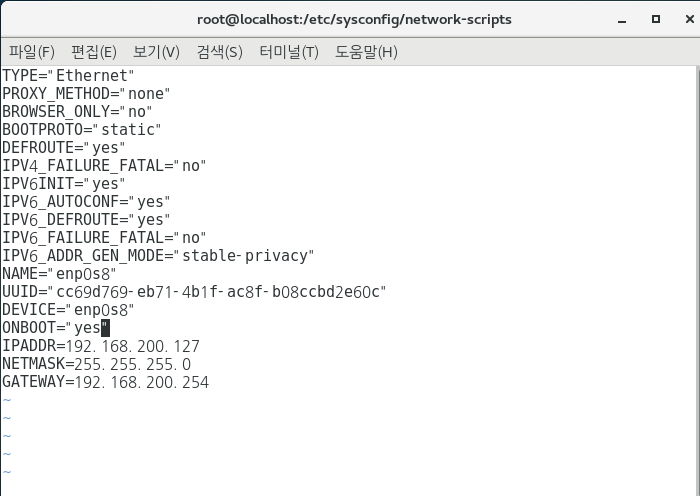 root@localhost:/etc/sysconfig/network-scripts
파일(F) 편집(E) 보기(V) 검색(S) 터미널(T) 도움말(H)
TYPE="Ethernet"
PROXY_METHOD="none"
BROWSER_ONLY="no"
BOOTPROTO="static"
DEFROUTE="yes"
IPV4_FAILURE_FATAL="no"
IPV6INIT="yes"
IPV6_AUTOCONF="yes"
IPV6_DEFROUTE="yes"
IPV6_FAILURE_FATAL="no"
IPV6_ADDR_GEN_MODE="stable-privacy"
NAME="enp0s8"
UUID="cc69d769-eb71-4b1f-ac8f-b08ccbd2e60c"
DEVICE="enp0s8"
ONBOOT="yes"
IPADDR=192.168.200.127
NETMASK=255.255.255.0
GATEWAY=192.168.200.254
~
~
~
~
~